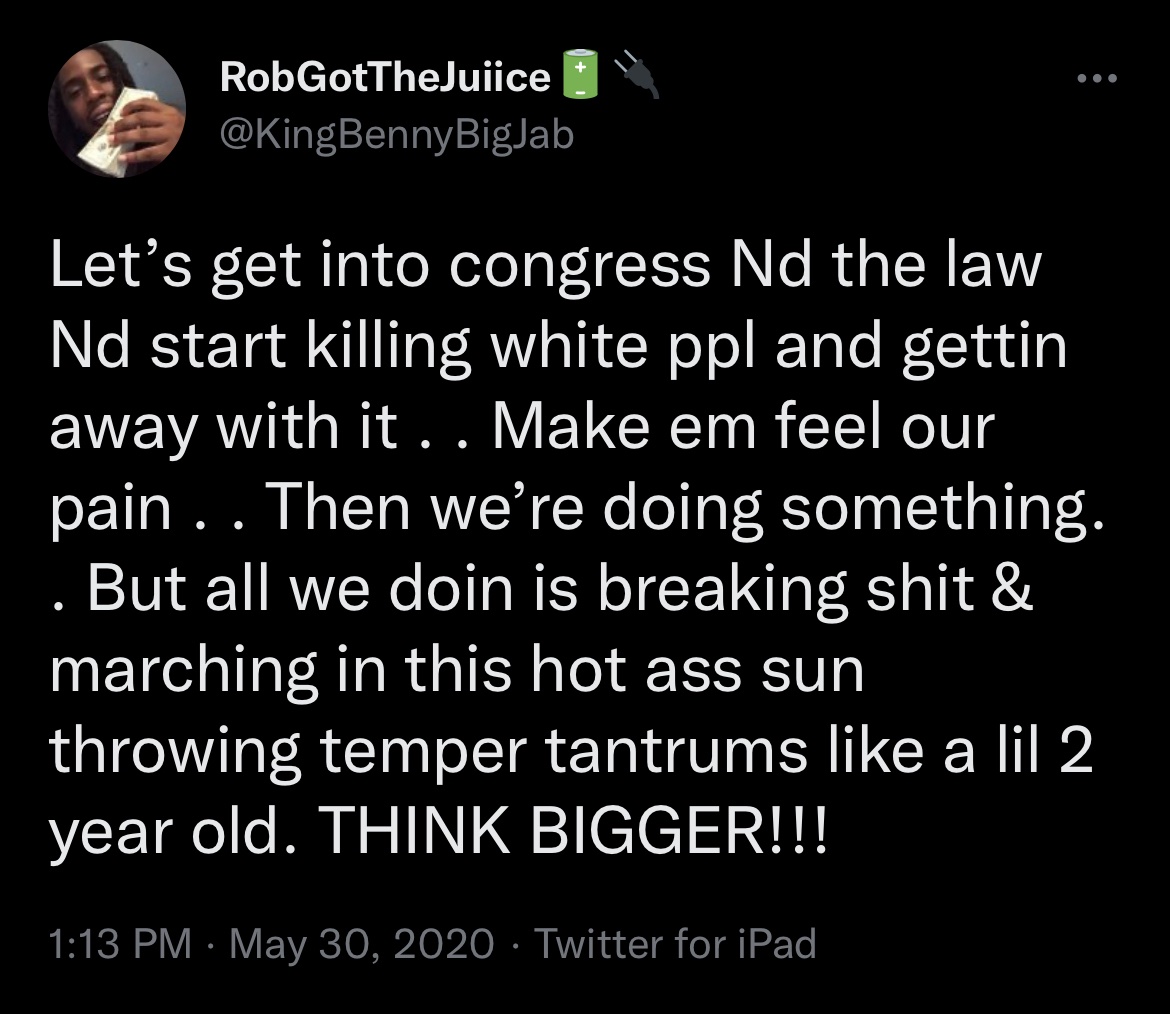 RobGotTheJuiice🔋🔌
@KingBennyBigJab
Let’s get into congress Nd the law
Nd start killing white ppl and gettin
away with it . . Make em feel our
pain . . Then we’re doing something.
. But all we doin is breaking shit &
marching in this hot ass sun
throwing temper tantrums like a lil 2
year old. THINK BIGGER!!!
1:13 PM · May 30, 2020 · Twitter for iPad